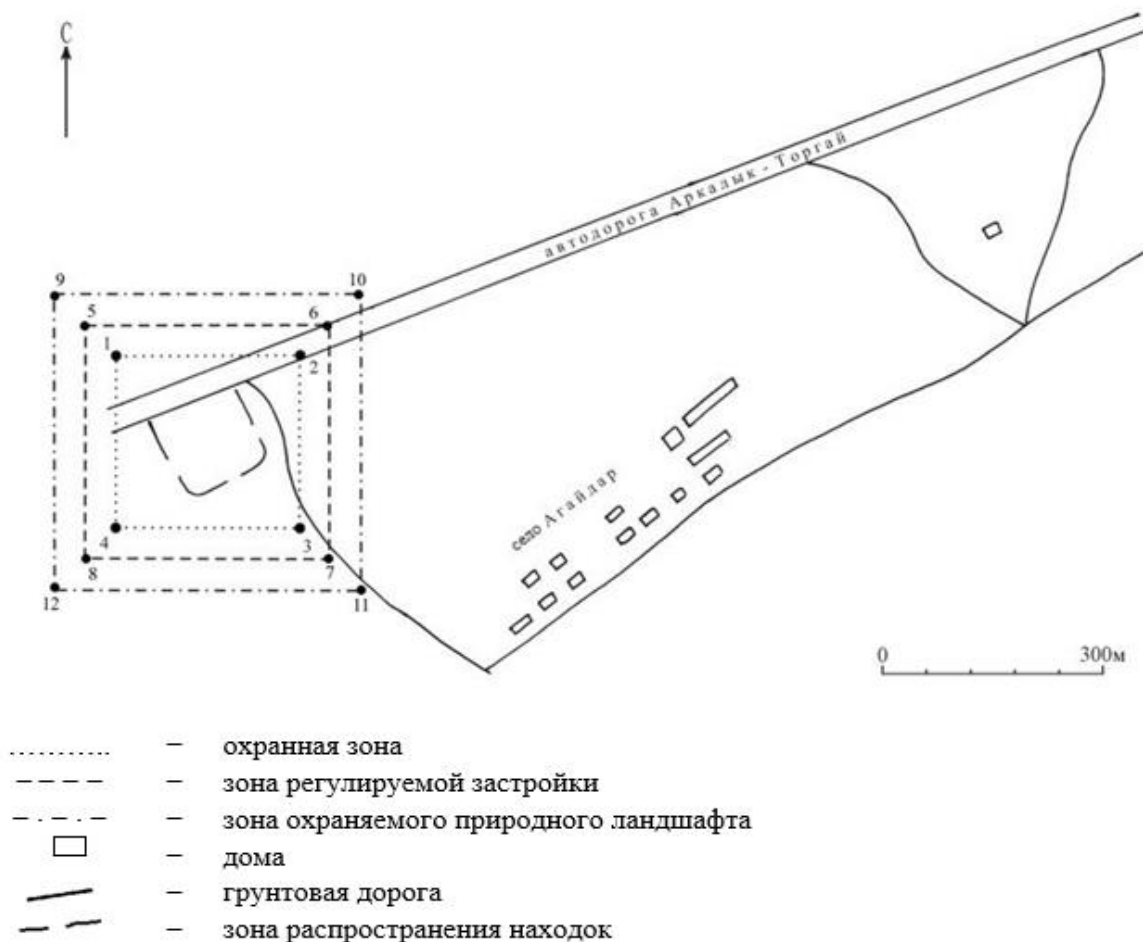 С
автодорога Аркалык - Торгай
9
10
5
6
1
2
село Агайдар
4
3
8
7
12
11
0
300м
– охранная зона
– зона регулируемой застройки
– зона охраняемого природного ландшафта
– дома
– грунтовая дорога
– зона распространения находок